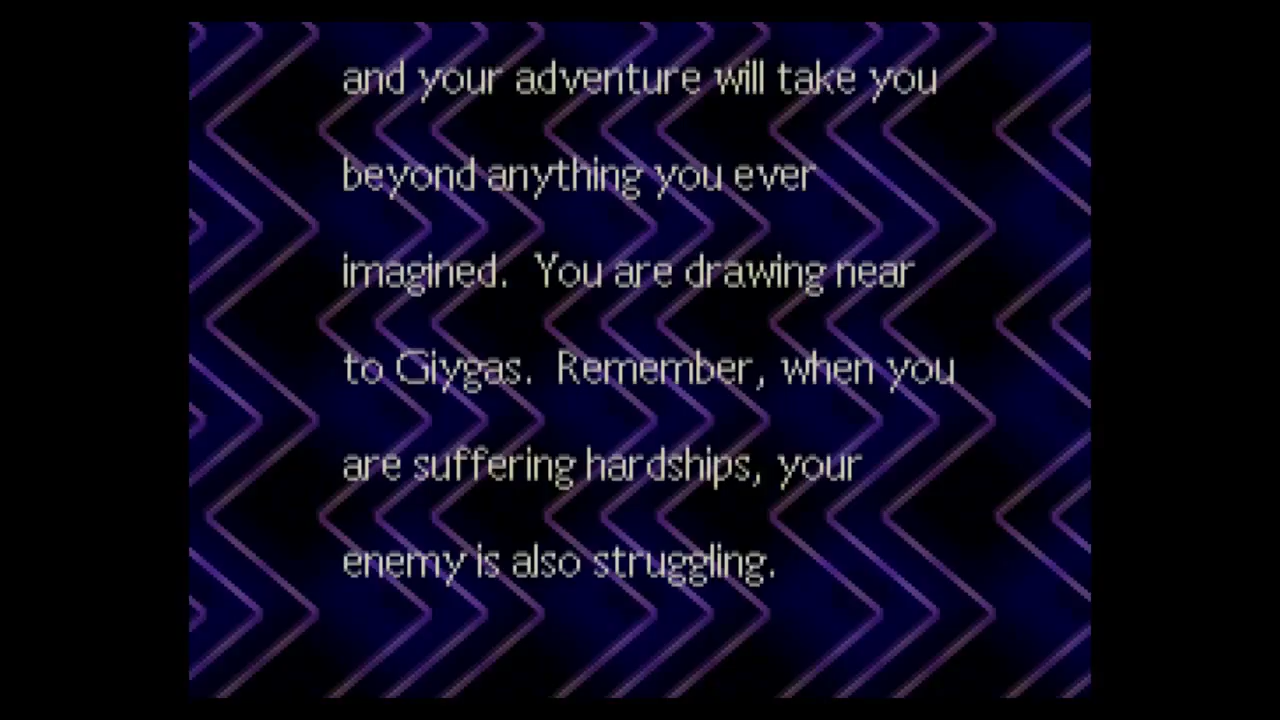 and your adventure will take you
beyond anything you ever
imagined. You are drawing near
to Giygas. Remember, when you
are suffering hardships, your
enemy is also struggling.